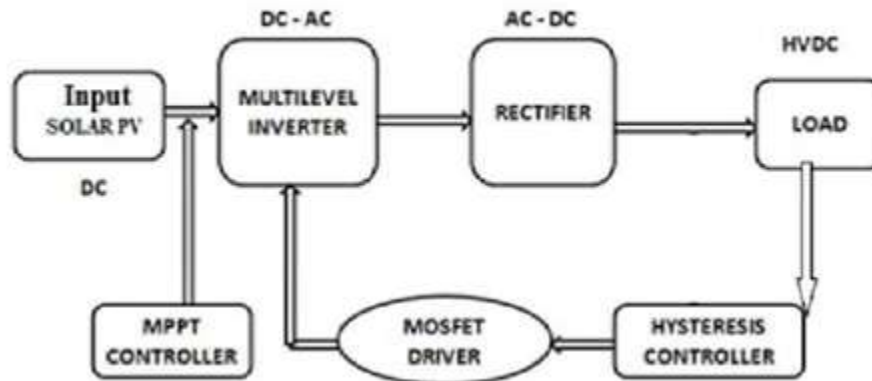 DC - AC
AC - DC
HVDC
Input
SOLAR PV
MULTILEVEL
INVERTER
RECTIFIER
LOAD
DC
MPPT
CONTROLLER
MOSFET
DRIVER
HYSTERESIS
CONTROLLER